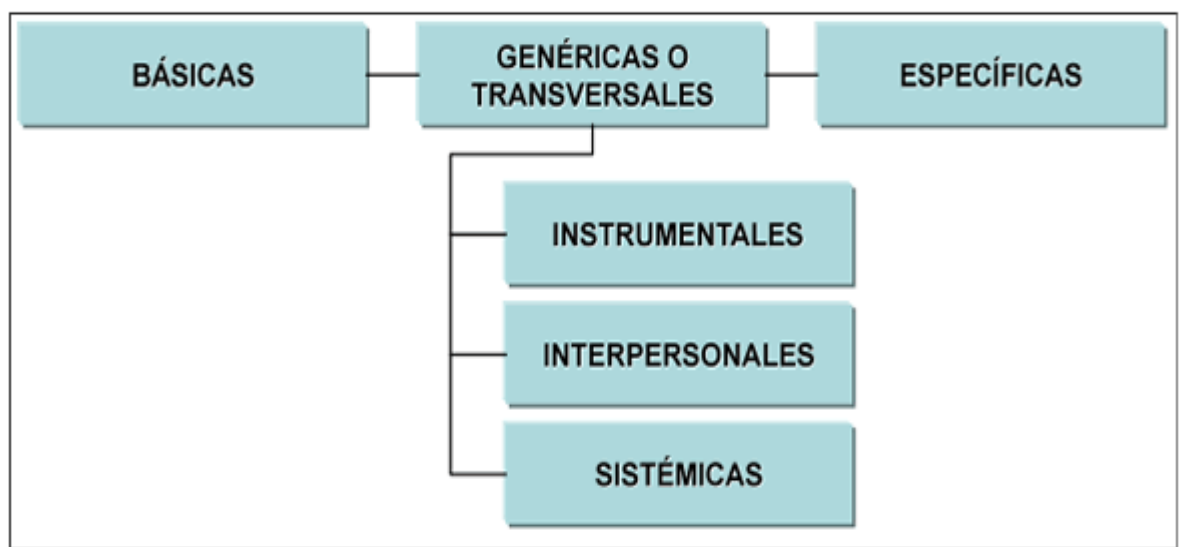 BÁSICAS
GENÉRICAS O
TRANSVERSALES
ESPECÍFICAS
INSTRUMENTALES
INTERPERSONALES
SISTÉMICAS